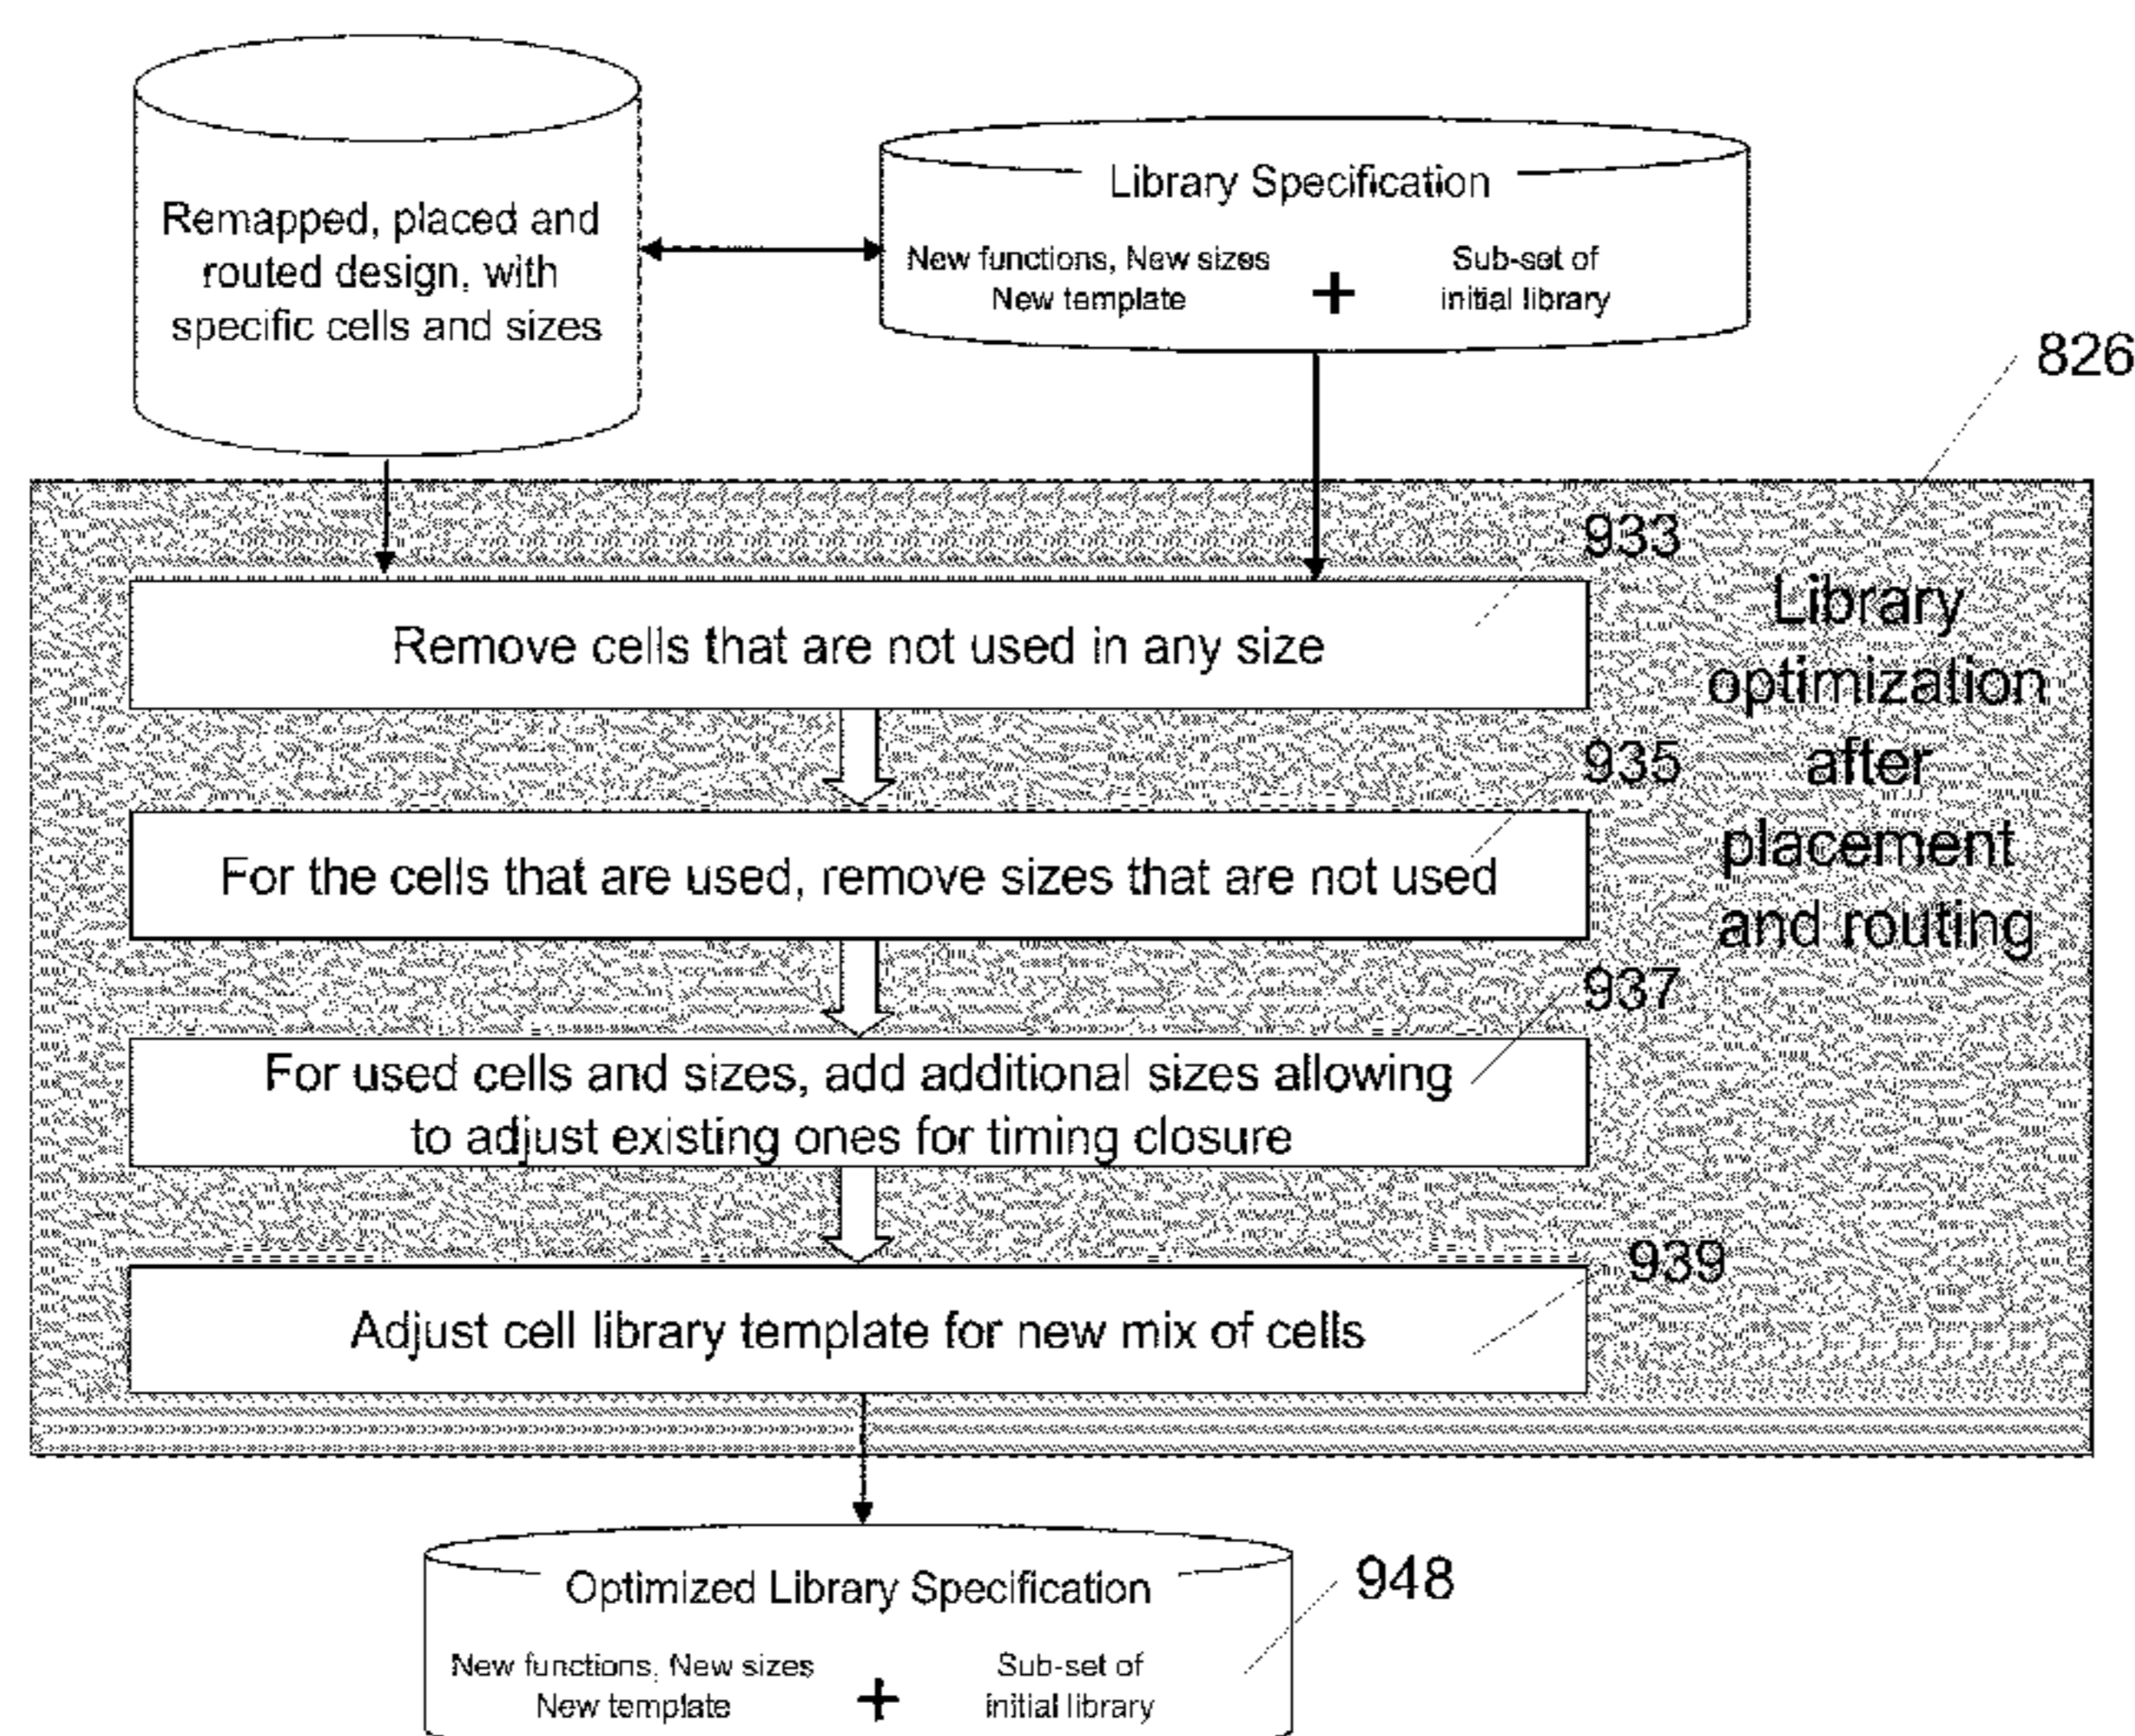 Remapped, placed and
routed design, with
specific cells and sizes
Library Specification
New functions, New sizes
New template
+
Sub-set of
initial library
826
933
Library
optimization
after
placement
and routing
Remove cells that are not used in any size
935
For the cells that are used, remove sizes that are not used
937
For used cells and sizes, add additional sizes allowing
to adjust existing ones for timing closure
939
Adjust cell library template for new mix of cells
Optimized Library Specification
948
New functions, New sizes
New template
+
Sub-set of
initial library